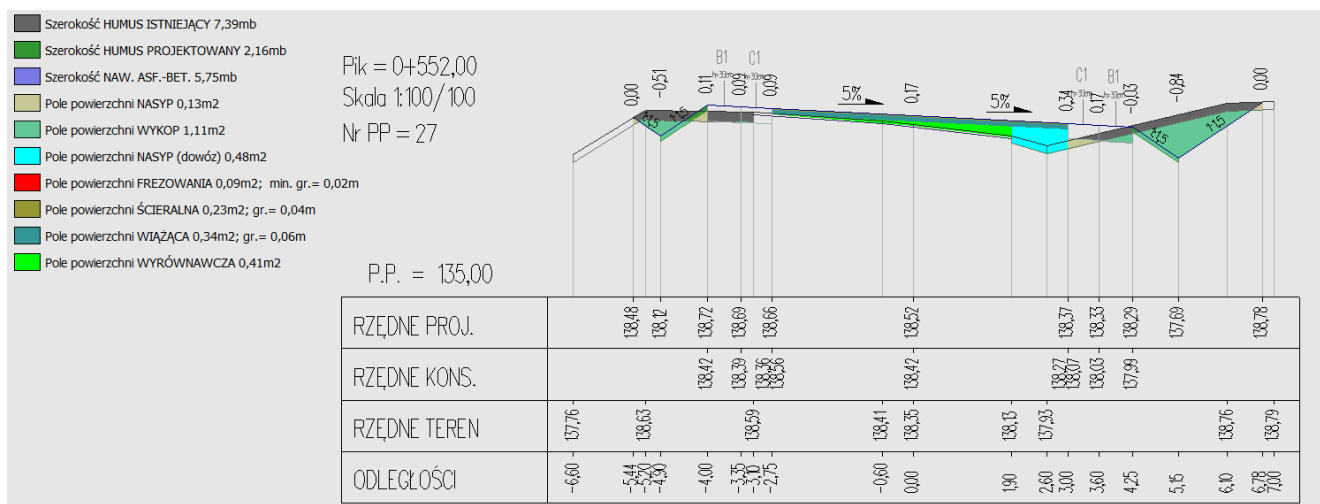 Szerokość HUMUS ISTNIEJĄCY 7,39mb
Szerokość HUMUS PROJEKTOWANY 2,16mb
Szerokość NAW. ASF.-BET. 5,75mb
Pole powierzchni NASYP 0,13m2
Pole powierzchni WYKOP 1,11m2
Pole powierzchni NASYP (dowóz) 0,48m2
Pole powierzchni FREZOWANIA 0,09m2; min. gr.= 0,02m
Pole powierzchni ŚCIERALNA 0,23m2; gr.= 0,04m
Pole powierzchni WIĄŻĄCA 0,34m2; gr.= 0,06m
Pole powierzchni WYRÓWNAWCZA 0,41m2
Pik = 0+552,00
Skala 1:100/100
Nr PP = 27
B1 C1 C1 B1
h=30cm h=30cm h=30cm h=30cm
0,00 -0,51 0,11 0,09 0,09 0,17 0,34 0,17 -0,03 -0,84 0,00
5% 5%
1:1,5 1:1,5 1:1,5 1:1,5
P.P. = 135,00
RZĘDNE PROJ. 138,48 138,12 138,72 138,69 138,66 138,52 138,37 138,33 138,29 137,69 138,78
RZĘDNE KONS. 138,42 138,39 138,36 138,56 138,42 138,27 138,07 138,03 137,99
RZĘDNE TEREN 137,76 138,63 138,59 138,41 138,35 138,13 137,93 138,76 138,79
ODLEGŁOŚCI -6,60 -5,44 -5,20 -4,90 -4,00 -3,35 -3,10 -2,75 -0,60 0,00 1,90 2,60 3,00 3,60 4,25 5,15 6,10 6,78 7,00